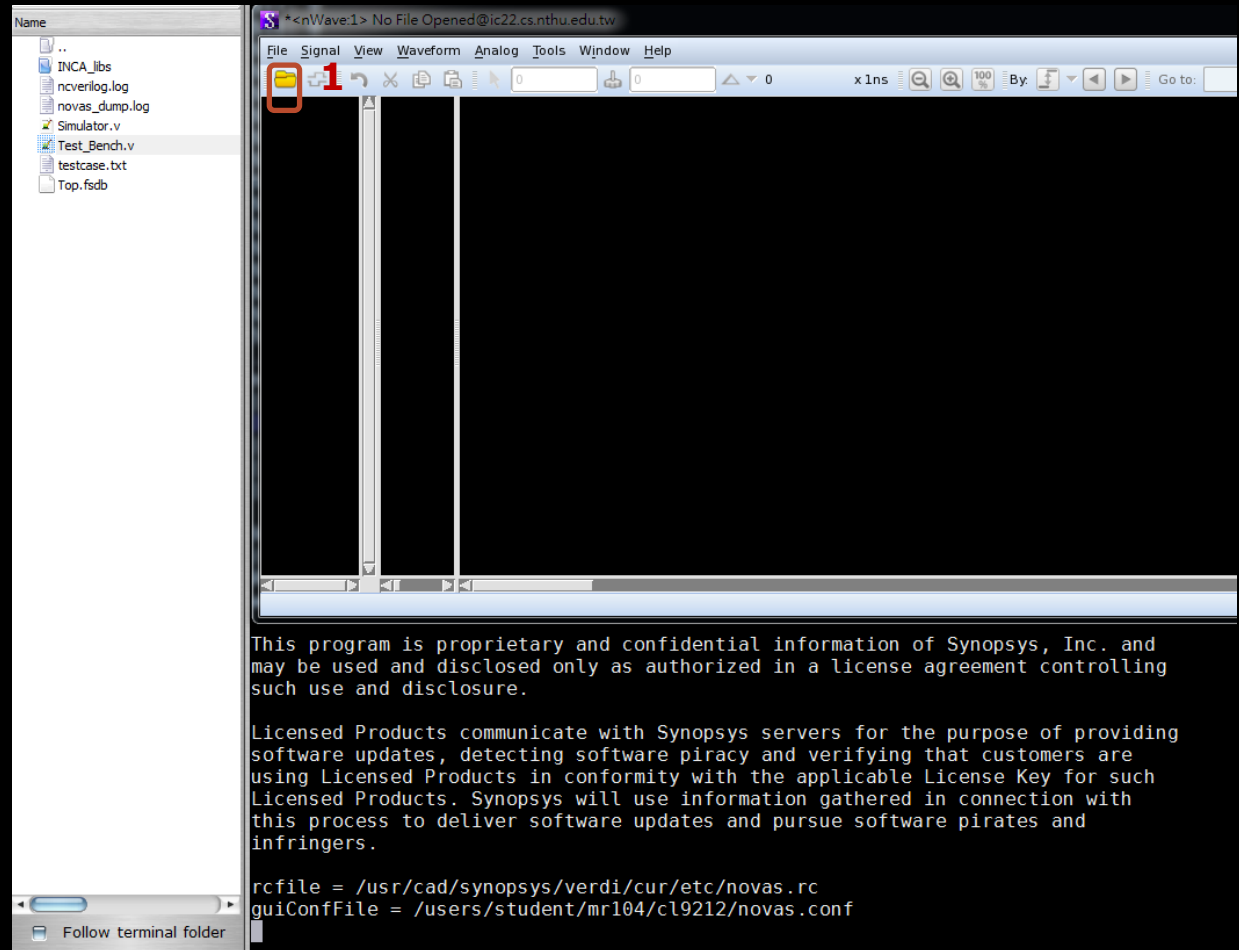 Name
..
INCA_libs
ncverilog.log
novas_dump.log
Simulator.v
Test_Bench.v
testcase.txt
Top.fsdb
Follow terminal folder
*<nWave:1> No File Opened@ic22.cs.nthu.edu.tw
File Signal View Waveform Analog Tools Window Help
1 0 0 0 x 1ns 100 % By: Go to:
This program is proprietary and confidential information of Synopsys, Inc. and
may be used and disclosed only as authorized in a license agreement controlling
such use and disclosure.
Licensed Products communicate with Synopsys servers for the purpose of providing
software updates, detecting software piracy and verifying that customers are
using Licensed Products in conformity with the applicable License Key for such
Licensed Products. Synopsys will use information gathered in connection with
this process to deliver software updates and pursue software pirates and
infringers.
rcfile = /usr/cad/synopsys/verdi/cur/etc/novas.rc
guiConfFile = /users/student/mr104/cl9212/novas.conf